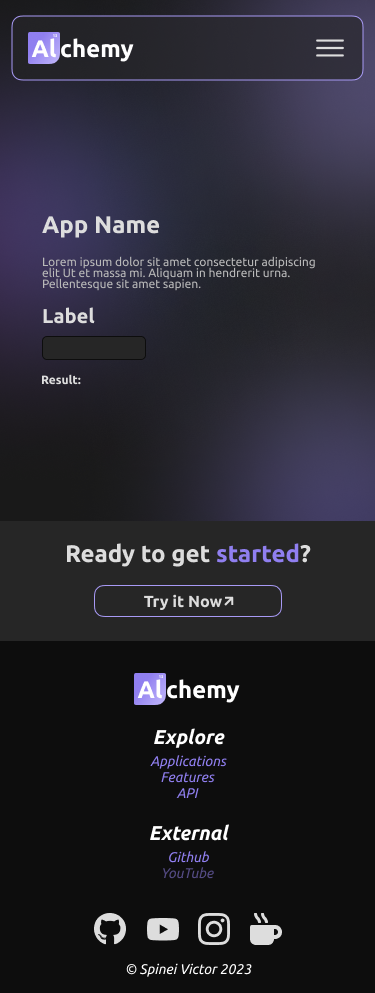 Alchemy
App Name
Lorem ipsum dolor sit amet consectetur adipiscing
elit Ut et massa mi. Aliquam in hendrerit urna.
Pellentesque sit amet sapien.
Label
Result:
Ready to get started?
Try it Now
Alchemy
Explore
Applications
Features
API
External
Github
YouTube
© Spinei Victor 2023